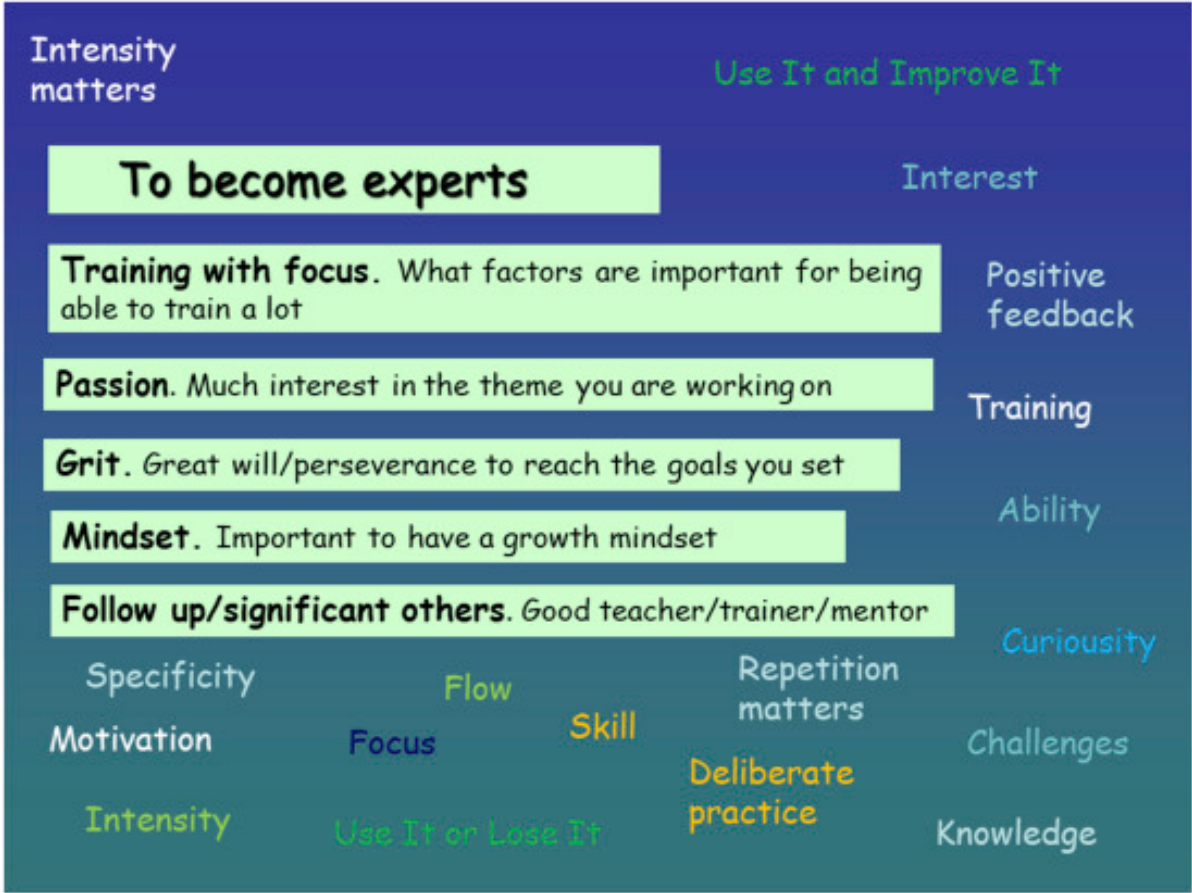 Intensity
matters
Use It and Improve It
To become experts
Interest
Training with focus. What factors are important for being
able to train a lot
Positive
feedback
Passion. Much interest in the theme you are working on
Training
Grit. Great will/perseverance to reach the goals you set
Ability
Mindset. Important to have a growth mindset
Follow up/significant others. Good teacher/trainer/mentor
Curiousity
Specificity
Flow
Repetition
matters
Motivation
Focus
Skill
Challenges
Deliberate
practice
Intensity
Use It or Lose It
Knowledge